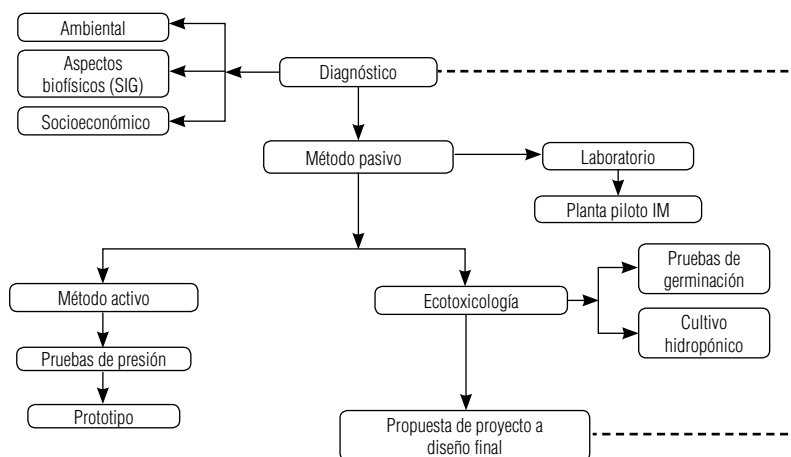 Ambiental
Aspectos
biofísicos (SIG)
Socioeconómico
Diagnóstico
Método pasivo
Laboratorio
Planta piloto IM
Método activo
Pruebas de presión
Prototipo
Ecotoxicología
Pruebas de
germinación
Cultivo
hidropónico
Propuesta de proyecto a
diseño final